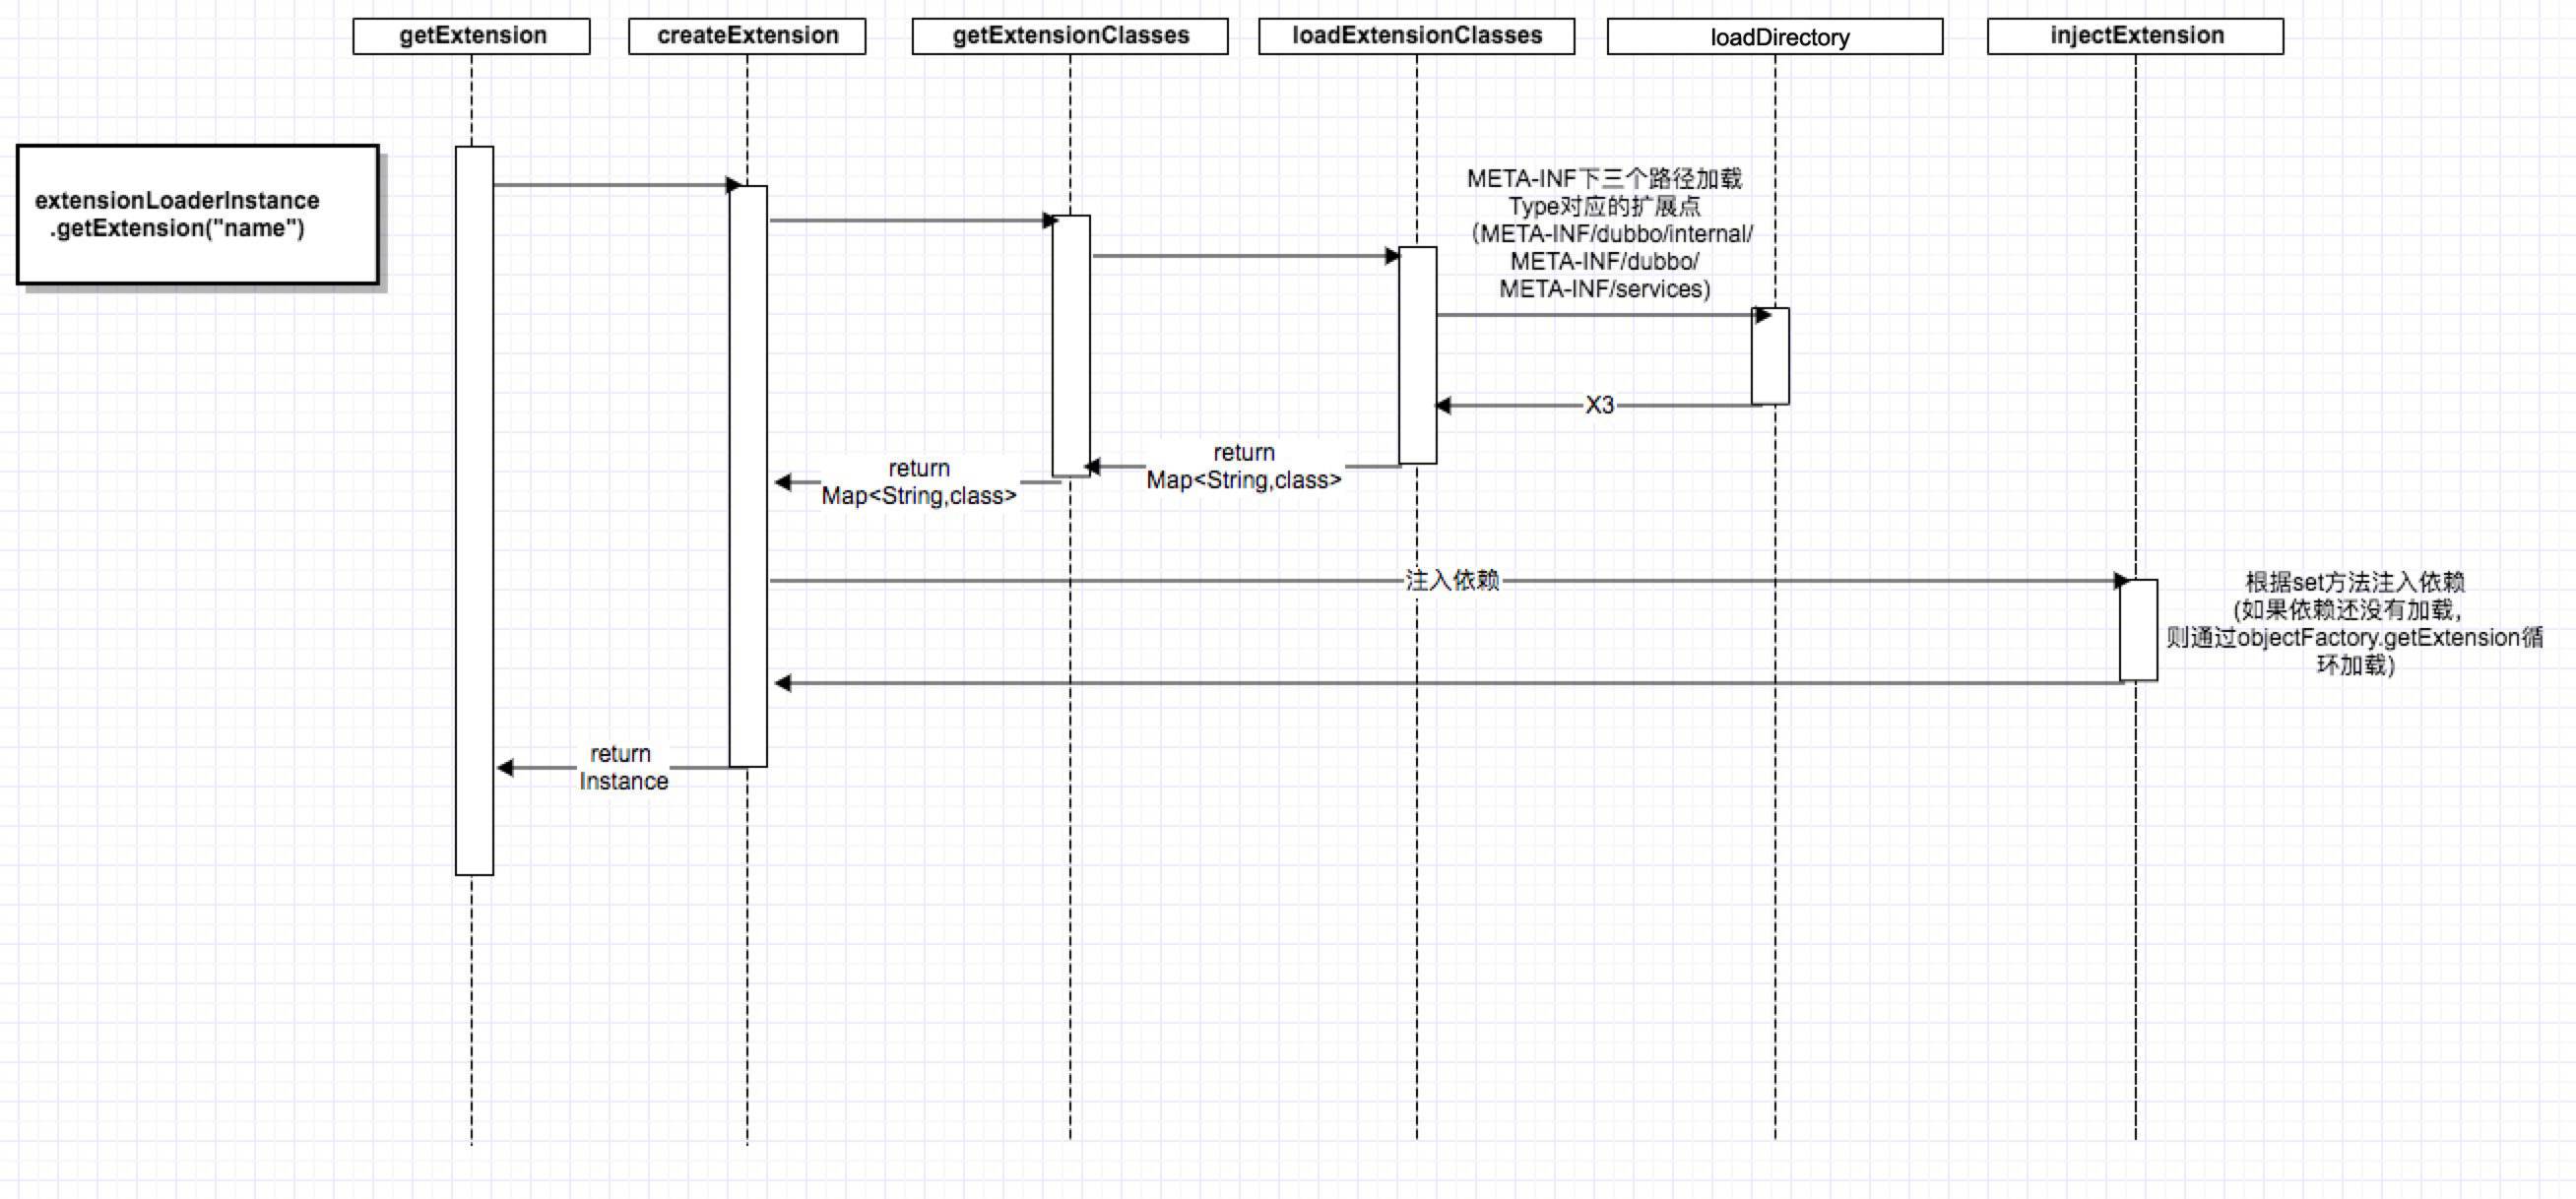 getExtension
createExtension
getExtensionClasses
loadExtensionClasses
loadDirectory
injectExtension
extensionLoaderInstance
.getExtension("name")
META-INF下三个路径加载
Type对应的扩展点
（META-INF/dubbo/internal/
META-INF/dubbo/
META-INF/services)
X3
return
Map<String,class>
return
Map<String,class>
注入依赖
根据set方法注入依赖
(如果依赖还没有加载,
则通过objectFactory.getExtension循
环加载)
return
Instance